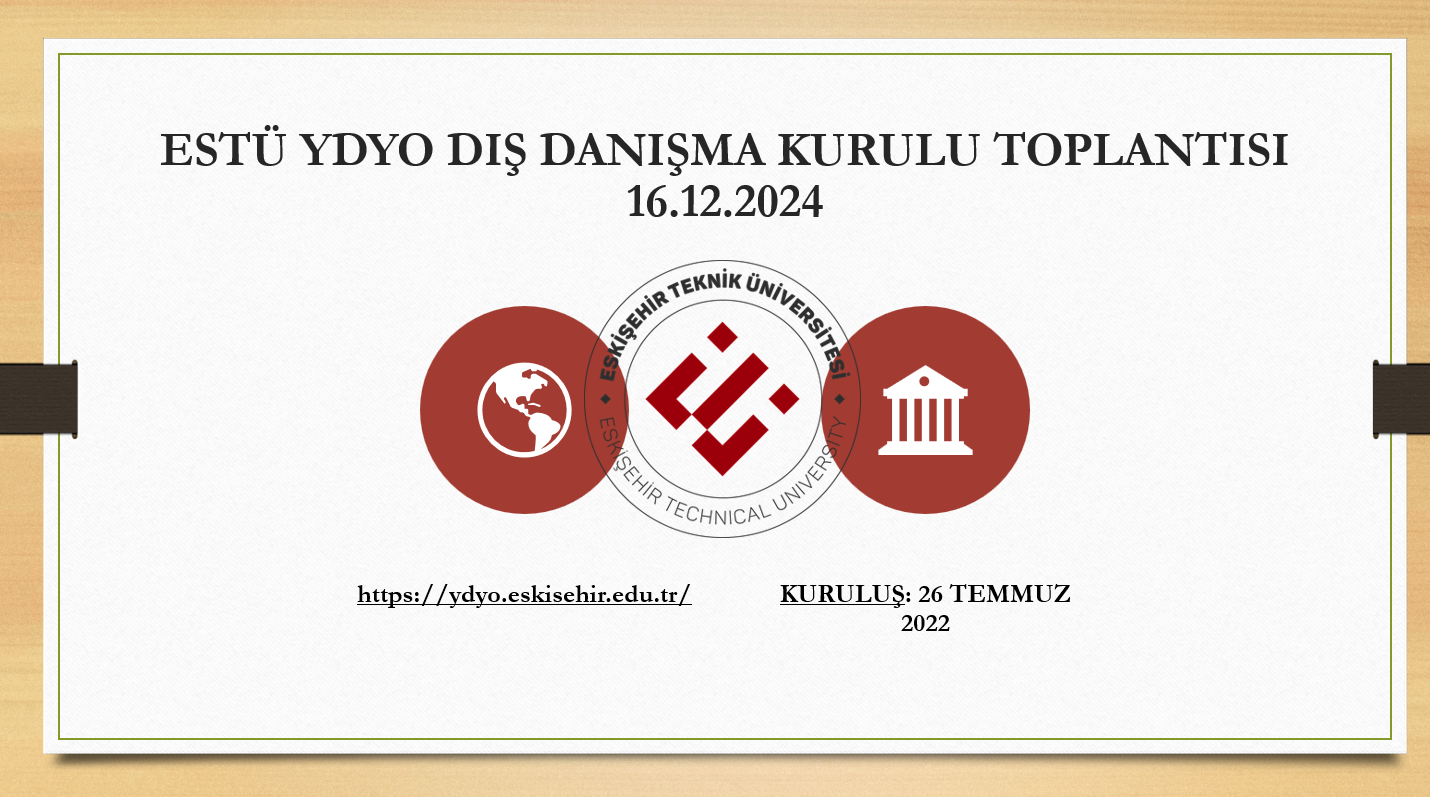 ESTÜ YDYO DIŞ DANIŞMA KURULU TOPLANTISI
16.12.2024
ESKİŞEHİR TEKNİK ÜNİVERSİTESİ
ESKİŞEHİR TECHNICAL UNIVERSITY
https://ydyo.eskisehir.edu.tr/
KURULUŞ: 26 TEMMUZ
2022